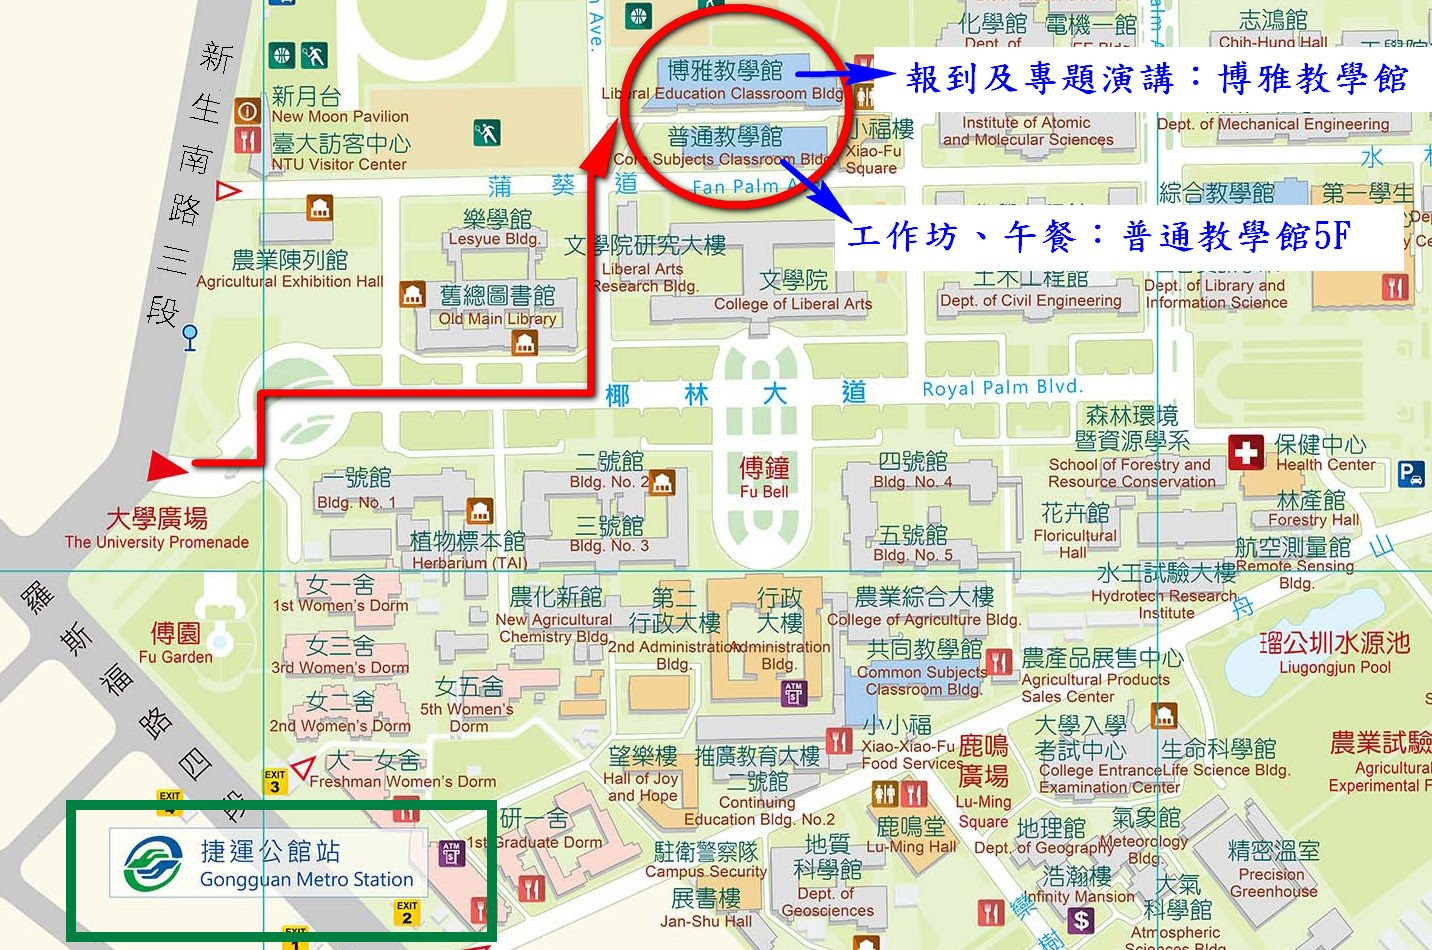 報到及專題演講：博雅教學館
工作坊、午餐：普通教學館5F
新生南路三段
n Ave.
化學館
Dept. of
電機一館
EE Bldg.
志鴻館
Chih-Hung Hall
博雅教學館
Liberal Education Classroom Bldg.
普通教學館
Core Subjects Classroom Bldg.
小福樓
Xiao-Fu
Square
Institute of Atomic
and Molecular Sciences
Dept. of Mechanical Engineering
水
新月台
New Moon Pavilion
臺大訪客中心
NTU Visitor Center
蒲葵道
Fan Palm A
綜合教學館
第一學生
樂學館
Lesyue Bldg.
文學院研究大樓
Liberal Arts
Research Bldg.
農業陳列館
Agricultural Exhibition Hall
舊總圖書館
Old Main Library
文學院
College of Liberal Arts
土木工程館
Dept. of Civil Engineering
Dept. of Library and
Information Science
椰林大道
Royal Palm Blvd.
森林環境
暨資源學系
School of Forestry and
Resource Conservation
保健中心
Health Center
P
一號館
Bldg. No. 1
二號館
Bldg. No. 2
三號館
Bldg. No. 3
傅鐘
Fu Bell
四號館
Bldg. No. 4
五號館
Bldg. No. 5
花卉館
Floricultural
Hall
林產館
Forestry Hall
航空測量館
Remote Sensing
Bldg.
大學廣場
The University Promenade
植物標本館
Herbarium (TAI)
水工試驗大樓
Hydrotech Research
Institute
舟山
羅斯福路四段
傅園
Fu Garden
女一舍
1st Women's Dorm
女三舍
3rd Women's Dorm
女二舍
2nd Women's Dorm
農化新館
New Agricultural
Chemistry Bldg.
第二
行政大樓
2nd Administration
Bldg.
行政
大樓
Administration
Bldg.
ATM
農業綜合大樓
College of Agriculture Bldg.
共同教學館
Common Subjects
Classroom Bldg.
農產品展售中心
Agricultural Products
Sales Center
瑠公圳水源池
Liugongjun Pool
女五舍
5th Women's
Dorm
大一女舍
Freshman Women's Dorm
望樂樓
Hall of Joy
and Hope
推廣教育大樓
二號館
Continuing
Education Bldg. No.2
小小福
Xiao-Xiao-Fu
Food Services
鹿鳴
廣場
Lu-Ming
Square
大學入學
考試中心
College Entrance
Examination Center
生命科學館
Life Science Bldg.
農業試驗
Agricultural
Experimental F
EXIT
3
EXIT
4
捷運公館站
Gongguan Metro Station
EXIT
2
EXIT
1
ATM
研一舍
1st Graduate Dorm
駐衛警察隊
Campus Security
展書樓
Jan-Shu Hall
地質
科學館
Dept. of
Geosciences
鹿鳴堂
Lu-Ming Hall
地理館
Dept. of Geography
氣象館
Meteorology
Bldg.
浩瀚樓
Infinity Mansion
$
大氣
科學館
Atmospheric
Sciences Bldg.
精密溫室
Precision
Greenhouse